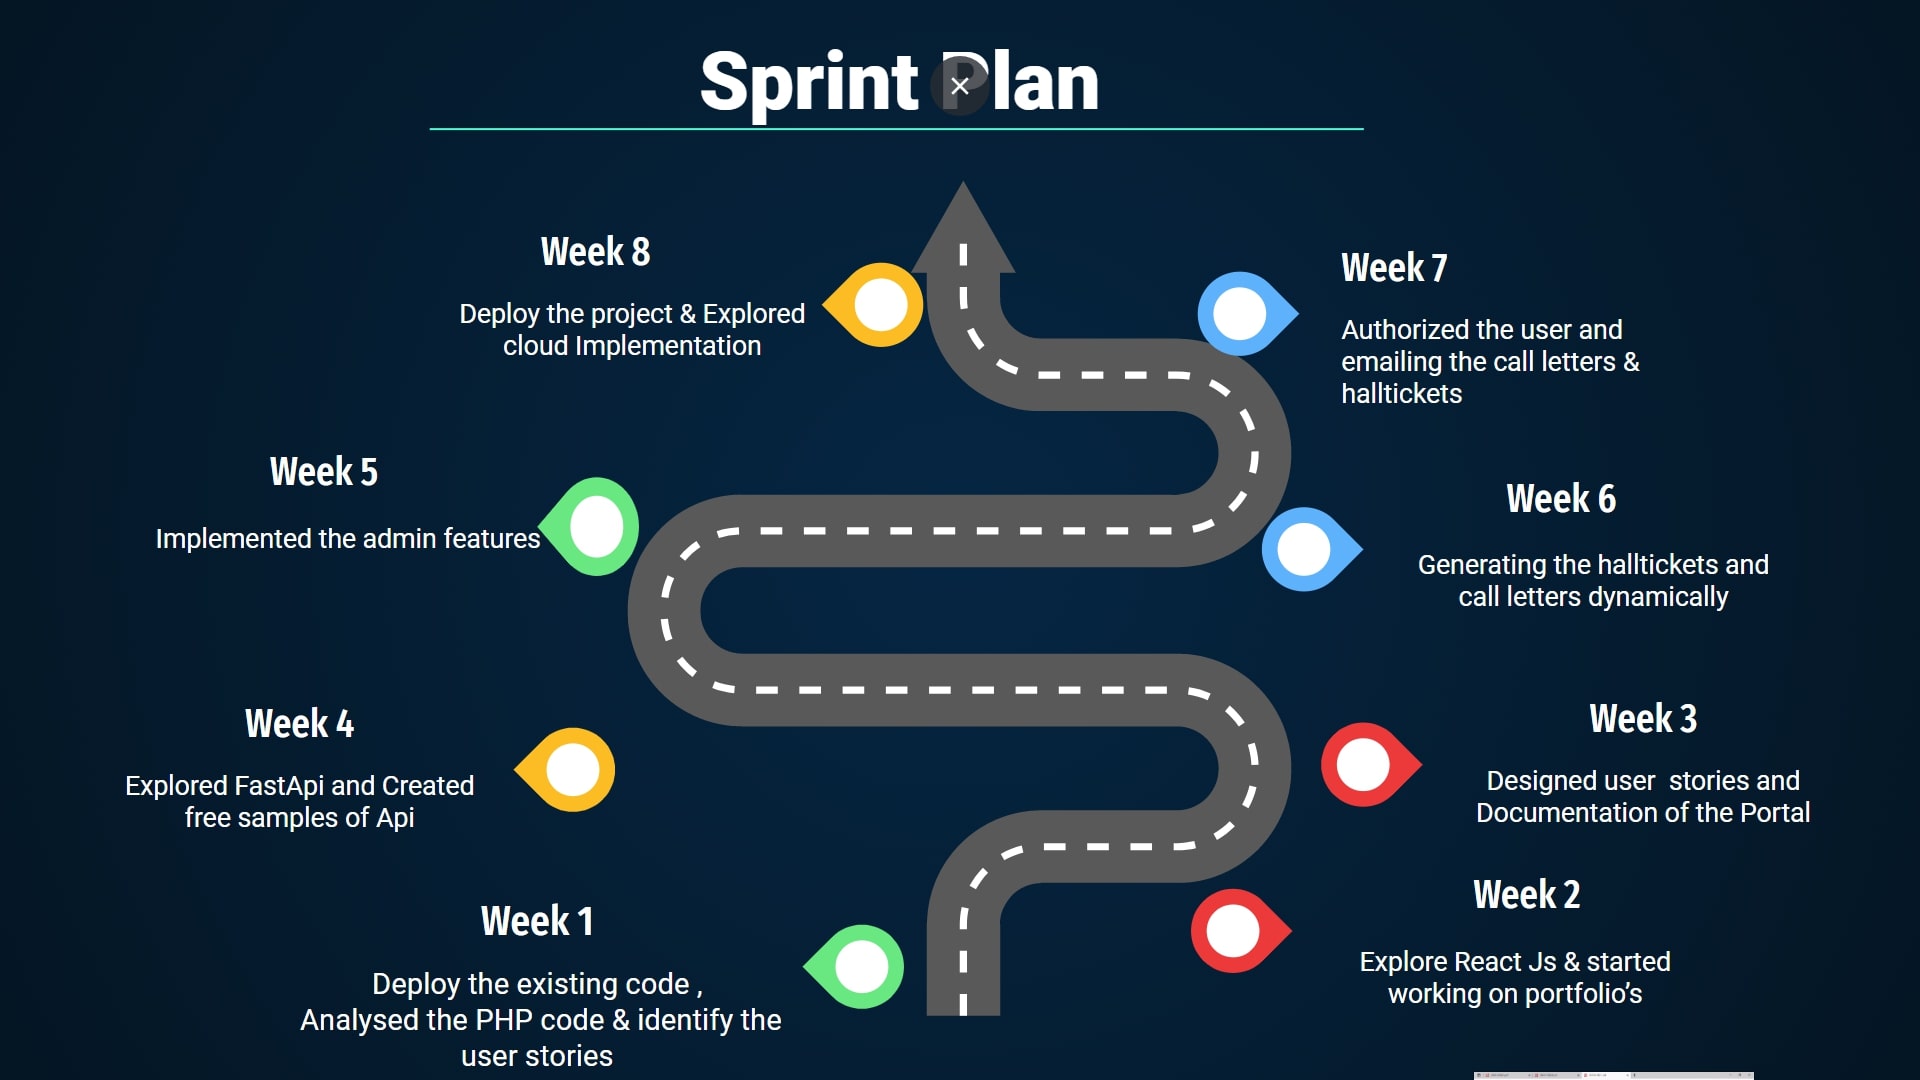 Sprint Plan
Week 8
Deploy the project & Explored
cloud Implementation
Week 7
Authorized the user and
emailing the call letters &
halltickets
Week 5
Implemented the admin features
Week 6
Generating the halltickets and
call letters dynamically
Week 4
Explored FastApi and Created
free samples of Api
Week 3
Designed user  stories and
Documentation of the Portal
Week 1
Deploy the existing code ,
Analysed the PHP code & identify the
user stories
Week 2
Explore React Js & started
working on portfolio’s